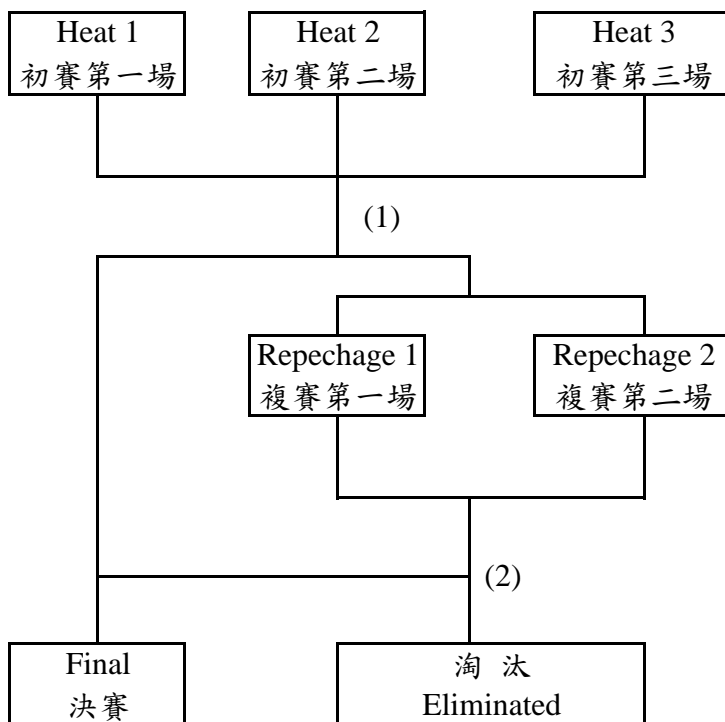 Heat 1
初賽第一場
Heat 2
初賽第二場
Heat 3
初賽第三場
(1)
Repechage 1
複賽第一場
Repechage 2
複賽第二場
(2)
Final
決賽
淘 汰
Eliminated